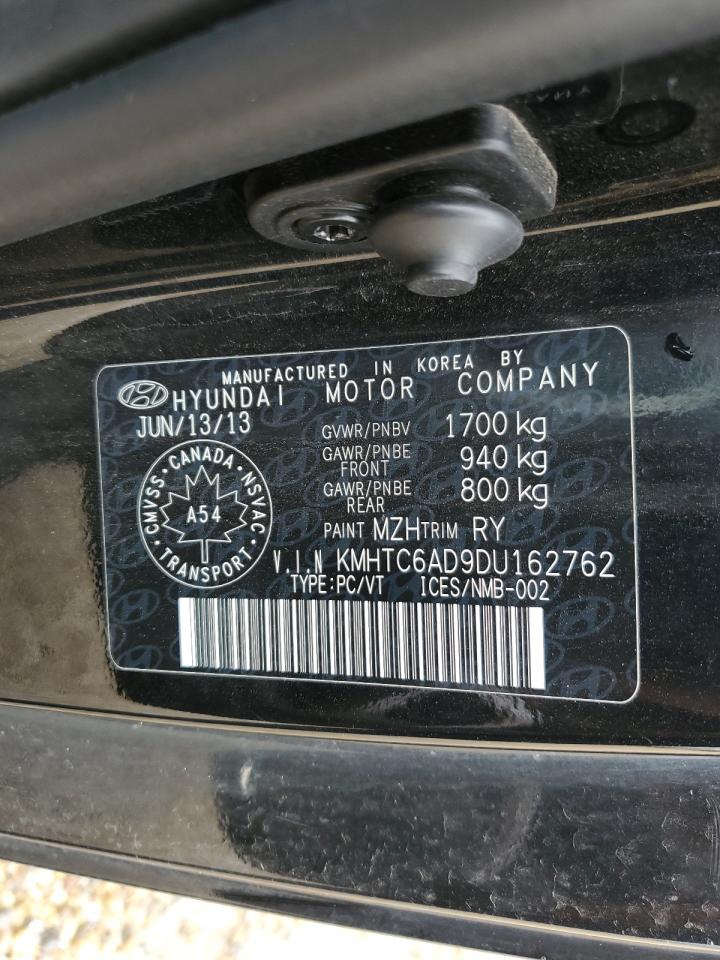 MANUFACTURED IN KOREA BY
HYUNDAI MOTOR COMPANY
JUN/13/13
GVWR/PNBV 1700 kg
GAWR/PNBE FRONT 940 kg
GAWR/PNBE REAR 800 kg
CANADA
CMVSS • NSVAC
A54
TRANSPORT
PAINT MZH TRIM RY
V.I.N KMHTC6AD9DU162762
TYPE:PC/VT ICES/NMB-002